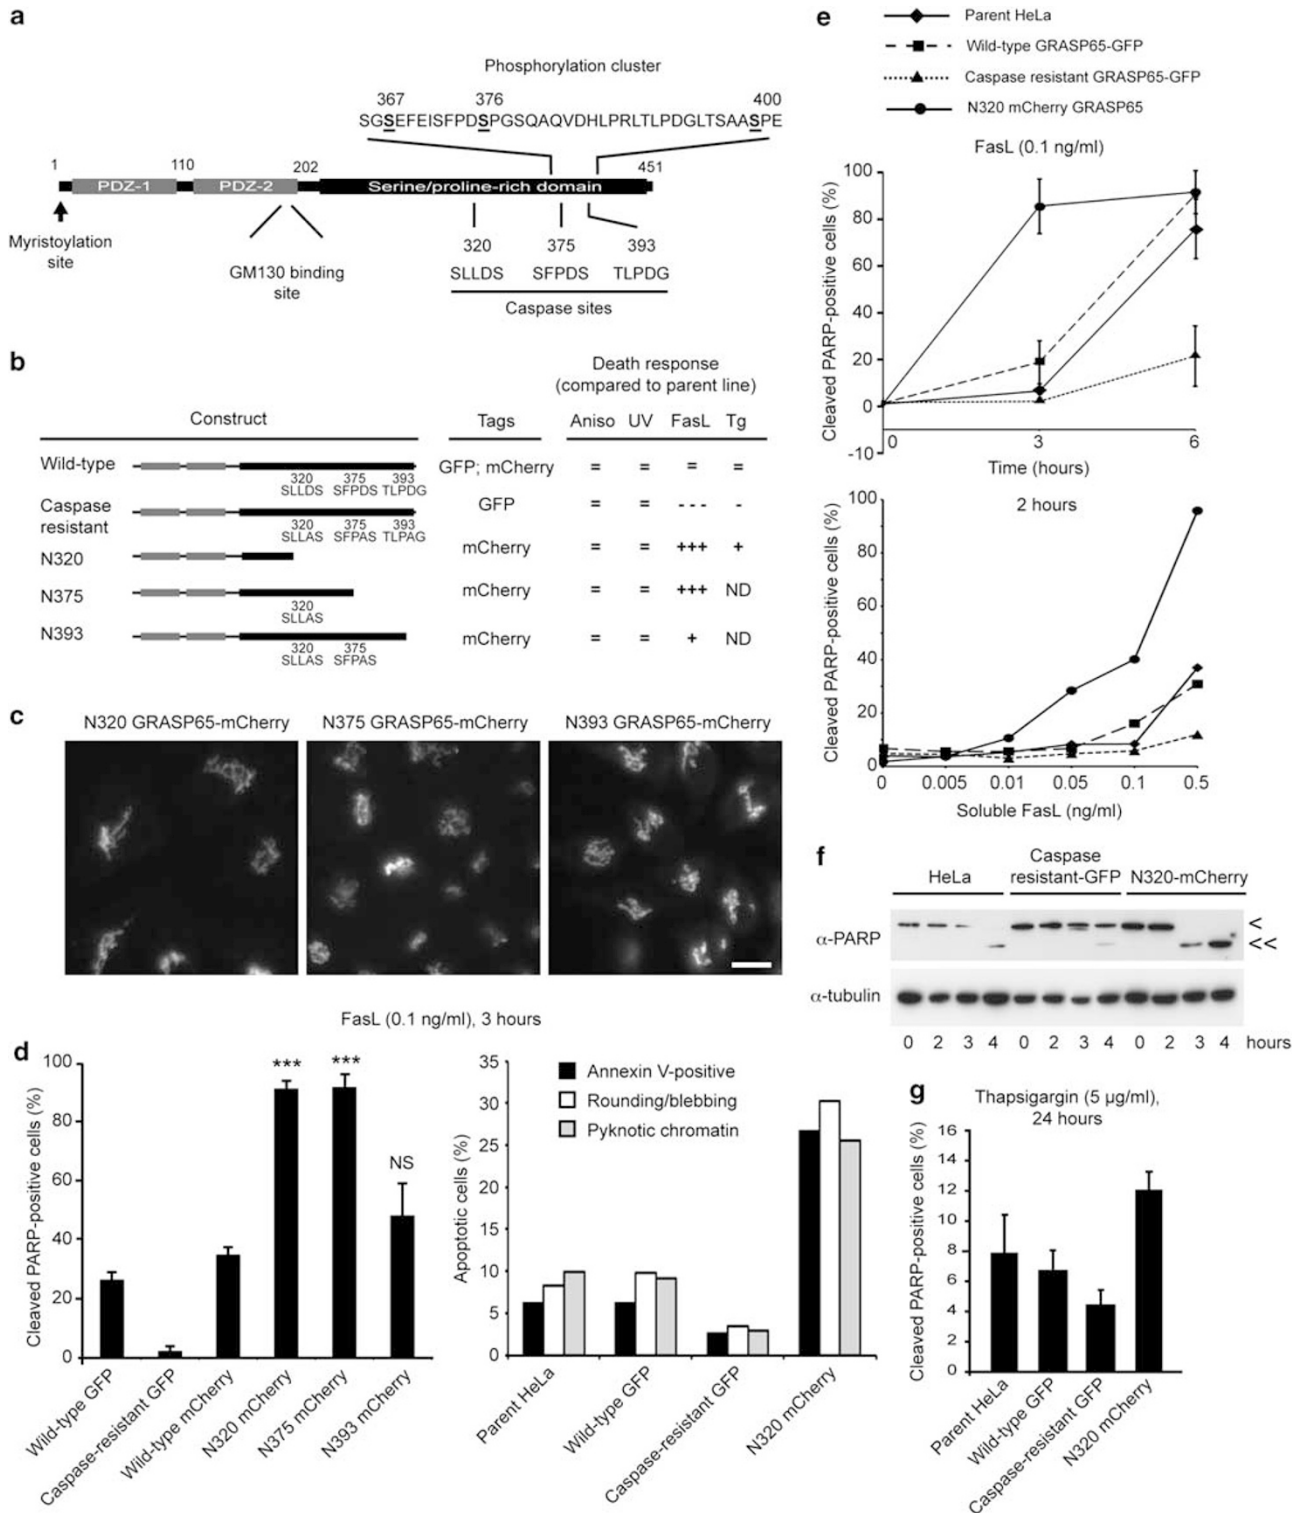 a
Phosphorylation cluster
367 376 400
SGSEFEISFPDSPGSQAQVDHLPRLTLPDGLTSAASPE
1 110 202 451
PDZ-1 PDZ-2 Serine/proline-rich domain
Myristoylation
site
GM130 binding
site
320 375 393
SLLDS SFPDS TLPDG
Caspase sites
b
Death response
(compared to parent line)
Construct Tags Aniso UV FasL Tg
Wild-type GFP; mCherry = = = =
320 375 393
SLLDS SFPDS TLPDG
Caspase
resistant GFP = = - - - -
320 375 393
SLLAS SFPAS TLPAG
N320 mCherry = = +++ +
N375 mCherry = = +++ ND
320
SLLAS
N393 mCherry = = + ND
320 375
SLLAS SFPAS
c
N320 GRASP65-mCherry N375 GRASP65-mCherry N393 GRASP65-mCherry
FasL (0.1 ng/ml), 3 hours
d
Cleaved PARP-positive cells (%)
100
80
60
40
20
0
*** *** NS
Wild-type GFP
Caspase-resistant GFP
Wild-type mCherry
N320 mCherry
N375 mCherry
N393 mCherry
Apoptotic cells (%)
35
30
25
20
15
10
5
0
Annexin V-positive
Rounding/blebbing
Pyknotic chromatin
Parent HeLa
Wild-type GFP
Caspase-resistant GFP
N320 mCherry
e
Parent HeLa
Wild-type GRASP65-GFP
Caspase resistant GRASP65-GFP
N320 mCherry GRASP65
FasL (0.1 ng/ml)
Cleaved PARP-positive cells (%)
100
80
60
40
20
0
-10
0 3 6
Time (hours)
2 hours
Cleaved PARP-positive cells (%)
100
80
60
40
20
0
0 0.005 0.01 0.05 0.1 0.5
Soluble FasL (ng/ml)
f
HeLa
Caspase
resistant-GFP
N320-mCherry
α-PARP
<
<<
α-tubulin
0 2 3 4 0 2 3 4 0 2 3 4 hours
g
Thapsigargin (5 µg/ml),
24 hours
Cleaved PARP-positive cells (%)
16
14
12
10
8
6
4
2
0
Parent HeLa
Wild-type GFP
Caspase-resistant GFP
N320 mCherry